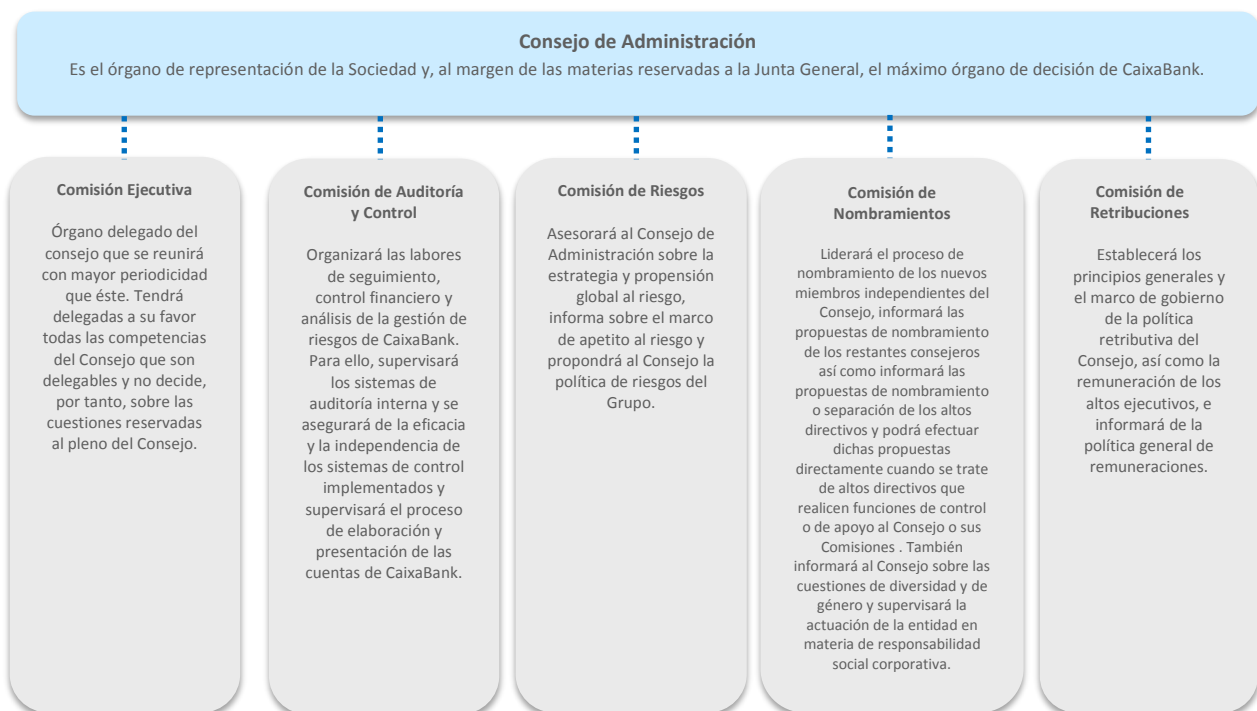 Consejo de Administración
Es el órgano de representación de la Sociedad y, al margen de las materias reservadas a la Junta General, el máximo órgano de decisión de CaixaBank.
Comisión Ejecutiva
Órgano delegado del
consejo que se reunirá
con mayor periodicidad
que éste. Tendrá
delegadas a su favor
todas las competencias
del Consejo que son
delegables y no decide,
por tanto, sobre las
cuestiones reservadas
al pleno del Consejo.
Comisión de Auditoría
y Control
Organizará las labores
de seguimiento,
control financiero y
análisis de la gestión de
riesgos de CaixaBank.
Para ello, supervisará
los sistemas de
auditoría interna y se
asegurará de la eficacia
y la independencia de
los sistemas de control
implementados y
supervisará el proceso
de elaboración y
presentación de las
cuentas de CaixaBank.
Comisión de Riesgos
Asesorará al Consejo de
Administración sobre la
estrategia y propensión
global al riesgo,
informa sobre el marco
de apetito al riesgo y
propondrá al Consejo la
política de riesgos del
Grupo.
Comisión de
Nombramientos
Liderará el proceso de
nombramiento de los nuevos
miembros independientes del
Consejo, informará las
propuestas de nombramiento
de los restantes consejeros
así como informará las
propuestas de nombramiento
o separación de los altos
directivos y podrá efectuar
dichas propuestas
directamente cuando se trate
de altos directivos que
realicen funciones de control
o de apoyo al Consejo o sus
Comisiones . También
informará al Consejo sobre las
cuestiones de diversidad y de
género y supervisará la
actuación de la entidad en
materia de responsabilidad
social corporativa.
Comisión de
Retribuciones
Establecerá los
principios generales y
el marco de gobierno
de la política
retributiva del
Consejo, así como la
remuneración de los
altos ejecutivos, e
informará de la
política general de
remuneraciones.